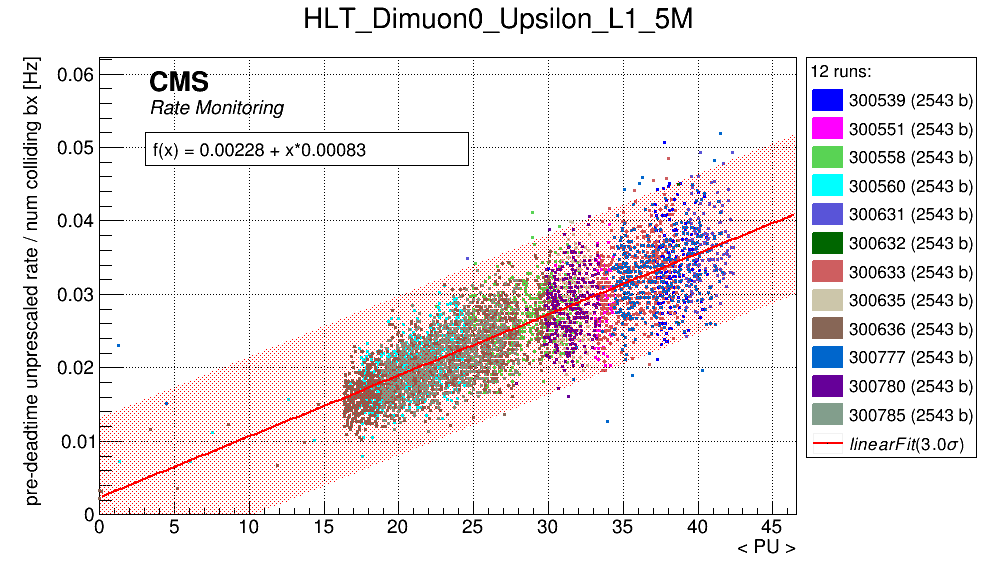 HLT_Dimuon0_Upsilon_L1_5M
pre-deadtime unprescaled rate / num colliding bx [Hz]
0.06
0.05
0.04
0.03
0.02
0.01
0
CMS
Rate Monitoring
f(x) = 0.00228 + x*0.00083
0 5 10 15 20 25 30 35 40 45
< PU >
12 runs:
300539 (2543 b)
300551 (2543 b)
300558 (2543 b)
300560 (2543 b)
300631 (2543 b)
300632 (2543 b)
300633 (2543 b)
300635 (2543 b)
300636 (2543 b)
300777 (2543 b)
300780 (2543 b)
300785 (2543 b)
linearFit(3.0σ)